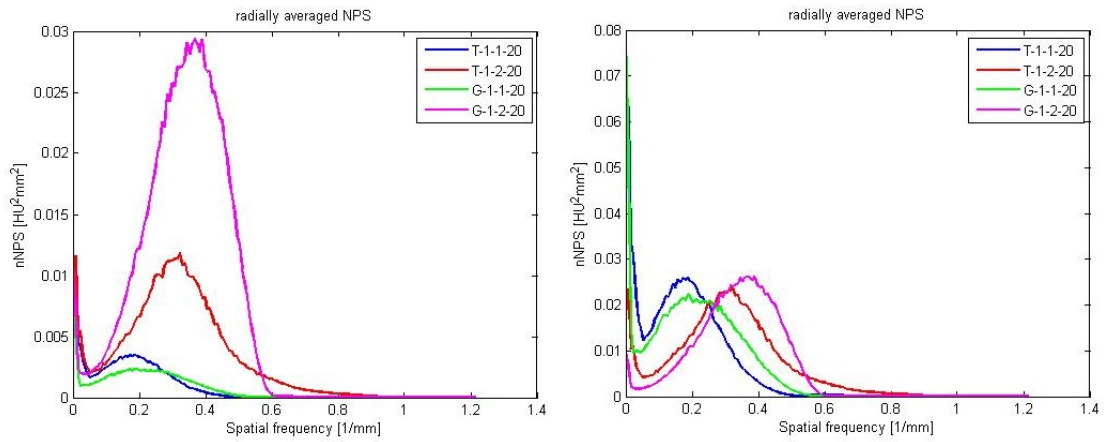 radially averaged NPS
0.03
0.025
0.02
0.015
0.01
0.005
0
nNPS [HU²mm²]
T-1-1-20
T-1-2-20
G-1-1-20
G-1-2-20
0 0.2 0.4 0.6 0.8 1 1.2 1.4
Spatial frequency [1/mm]
radially averaged NPS
0.08
0.07
0.06
0.05
0.04
0.03
0.02
0.01
0
nNPS [HU²mm²]
T-1-1-20
T-1-2-20
G-1-1-20
G-1-2-20
0 0.2 0.4 0.6 0.8 1 1.2 1.4
Spatial frequency [1/mm]